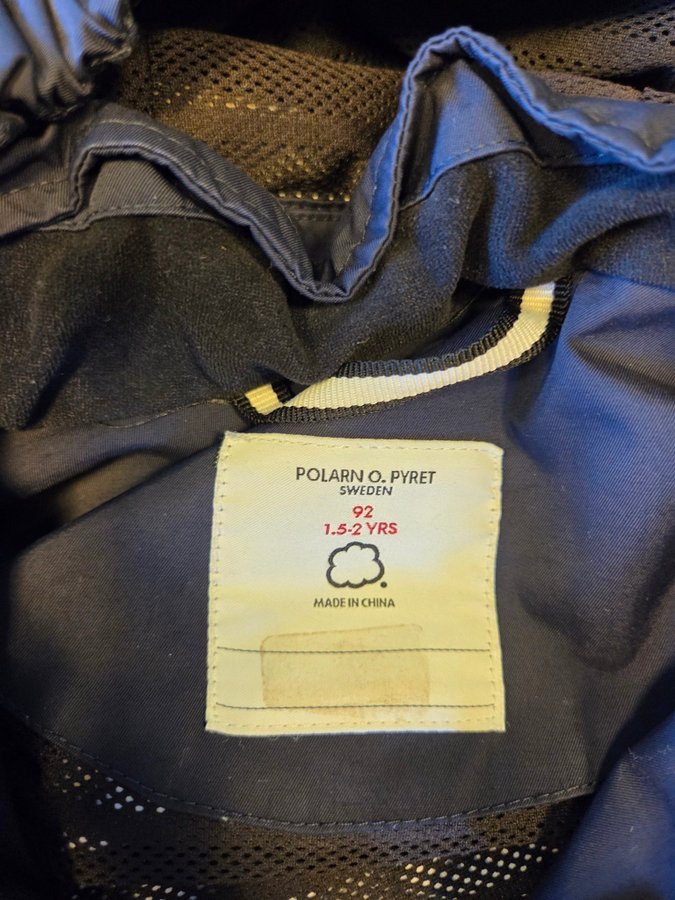 POLARN O. PYRET
SWEDEN
92
1.5-2 YRS
MADE IN CHINA